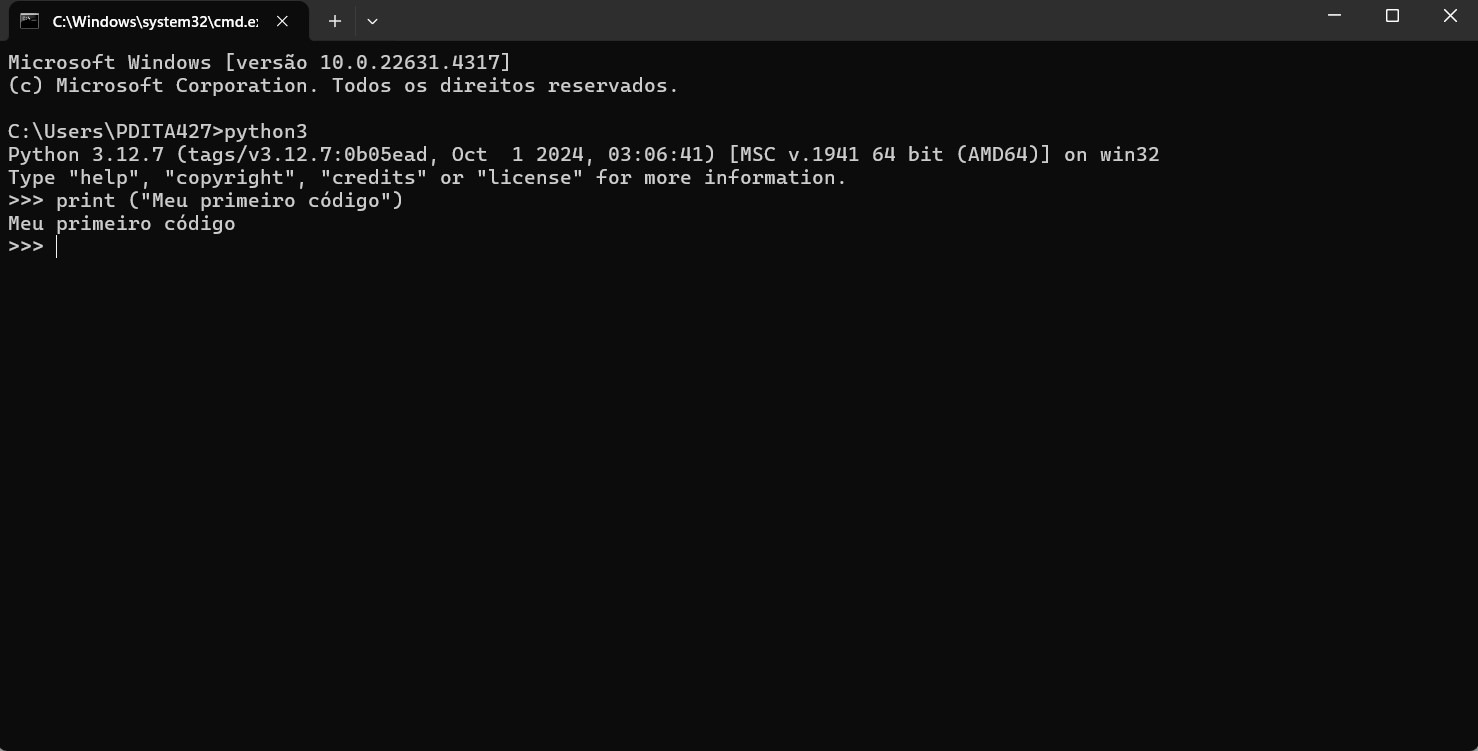 C:\Windows\system32\cmd.e
Microsoft Windows [versão 10.0.22631.4317]
(c) Microsoft Corporation. Todos os direitos reservados.
C:\Users\PDITA427>python3
Python 3.12.7 (tags/v3.12.7:0b05ead, Oct  1 2024, 03:06:41) [MSC v.1941 64 bit (AMD64)] on win32
Type "help", "copyright", "credits" or "license" for more information.
>>> print ("Meu primeiro código")
Meu primeiro código
>>>